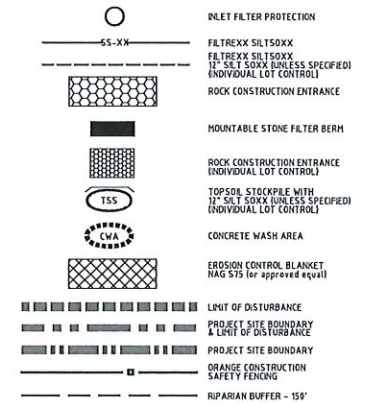 INLET FILTER PROTECTION
SS-XX
FILTREXX SILTSOXX
FILTREXX SILTSOXX
12" SILT SOXX (UNLESS SPECIFIED)
(INDIVIDUAL LOT CONTROL)
ROCK CONSTRUCTION ENTRANCE
MOUNTABLE STONE FILTER BERM
ROCK CONSTRUCTION ENTRANCE
(INDIVIDUAL LOT CONTROL)
TSS
TOPSOIL STOCKPILE WITH
12" SILT SOXX (UNLESS SPECIFIED)
(INDIVIDUAL LOT CONTROL)
CWA
CONCRETE WASH AREA
EROSION CONTROL BLANKET
NAG S75 (or approved equal)
LIMIT OF DISTURBANCE
PROJECT SITE BOUNDARY
& LIMIT OF DISTURBANCE
PROJECT SITE BOUNDARY
ORANGE CONSTRUCTION
SAFETY FENCING
RIPARIAN BUFFER - 150'